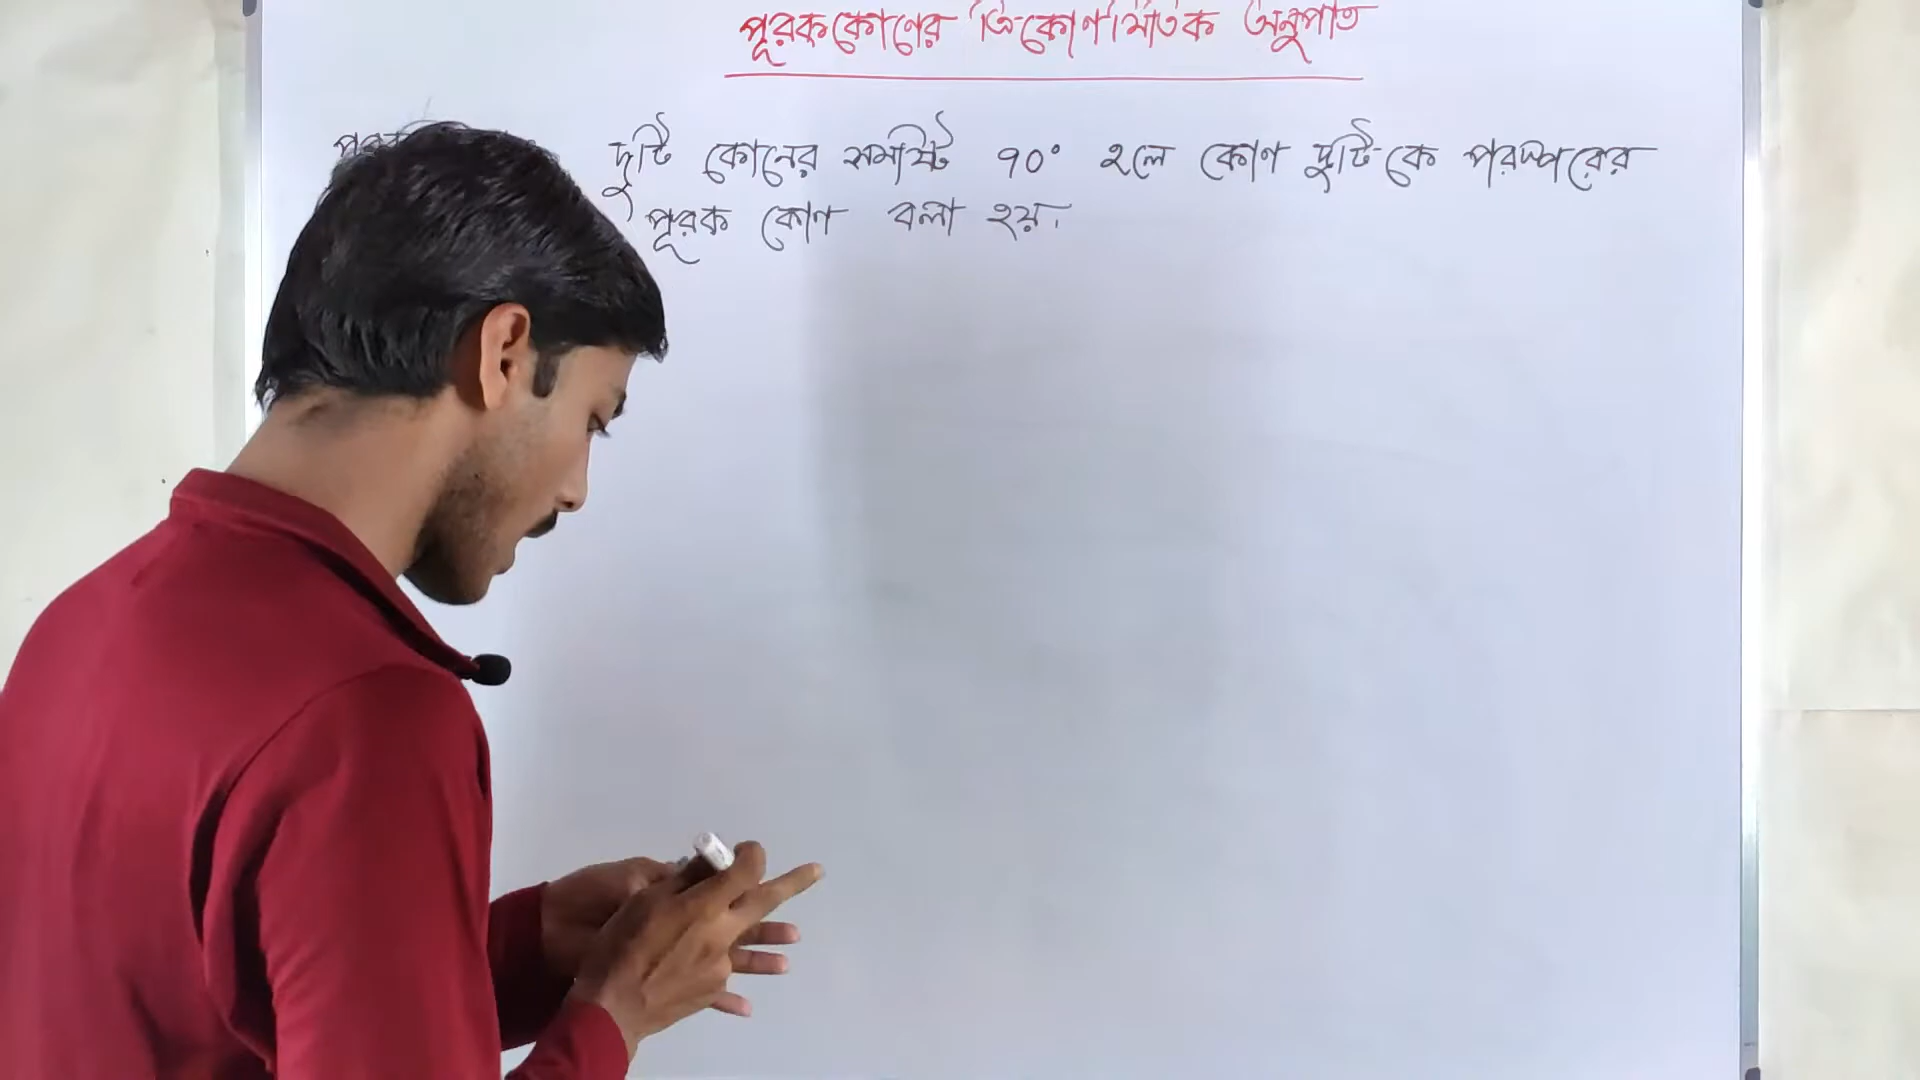 পূরককোণের ত্রিকোণমিতিক অনুপাত
দুটি কোনের সমষ্টি 90° হলে কোণ দুটি-কে পরস্পরের
পূরক কোণ বলা হয়।